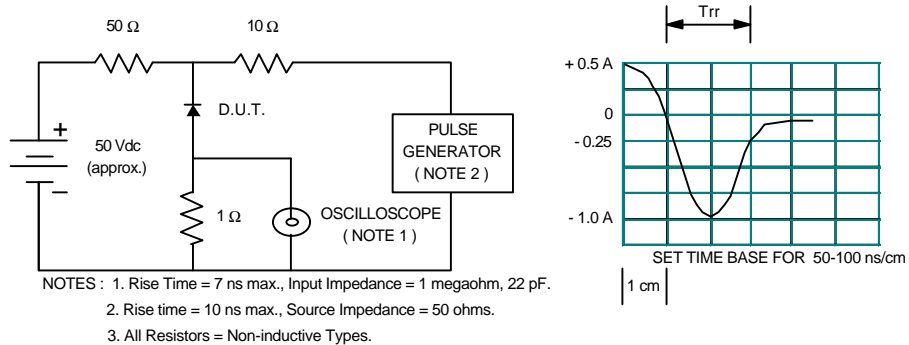 50 Ω
10 Ω
D.U.T.
+
50 Vdc
(approx.)
−
1 Ω
PULSE
GENERATOR
( NOTE 2 )
OSCILLOSCOPE
( NOTE 1 )
Trr
+ 0.5 A
0
- 0.25
- 1.0 A
SET TIME BASE FOR 50-100 ns/cm
1 cm
NOTES : 1. Rise Time = 7 ns max., Input Impedance = 1 megaohm, 22 pF.
2. Rise time = 10 ns max., Source Impedance = 50 ohms.
3. All Resistors = Non-inductive Types.